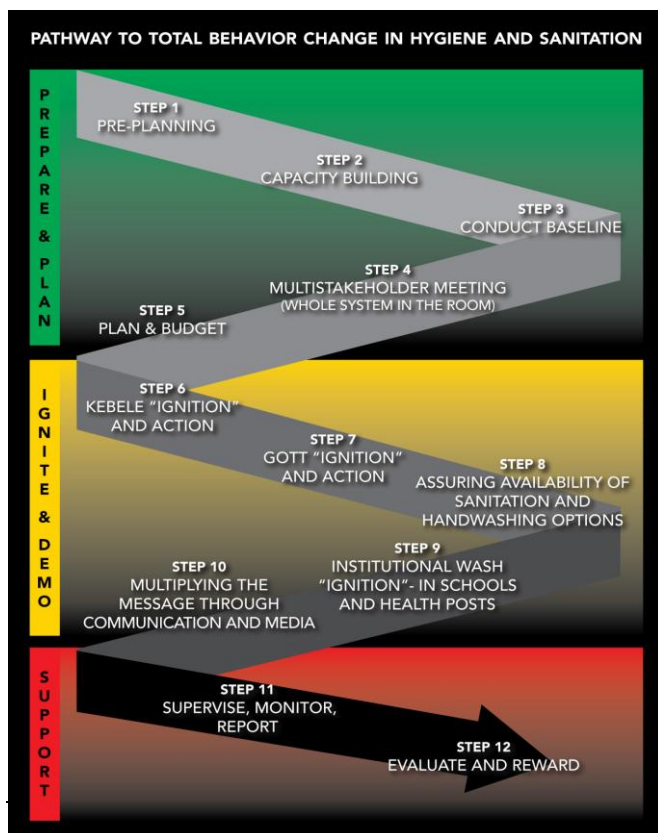 PATHWAY TO TOTAL BEHAVIOR CHANGE IN HYGIENE AND SANITATION
PREPARE & PLAN
STEP 1
PRE-PLANNING
STEP 2
CAPACITY BUILDING
STEP 3
CONDUCT BASELINE
STEP 4
MULTISTAKEHOLDER MEETING
(WHOLE SYSTEM IN THE ROOM)
STEP 5
PLAN & BUDGET
IGNITE & DEMO
STEP 6
KEBELE “IGNITION”
AND ACTION
STEP 7
GOTT “IGNITION”
AND ACTION
STEP 8
ASSURING AVAILABILITY OF
SANITATION AND
HANDWASHING OPTIONS
STEP 9
INSTITUTIONAL WASH
“IGNITION”- IN SCHOOLS
AND HEALTH POSTS
STEP 10
MULTIPLYING THE
MESSAGE THROUGH
COMMUNICATION AND MEDIA
SUPPORT
STEP 11
SUPERVISE, MONITOR,
REPORT
STEP 12
EVALUATE AND REWARD